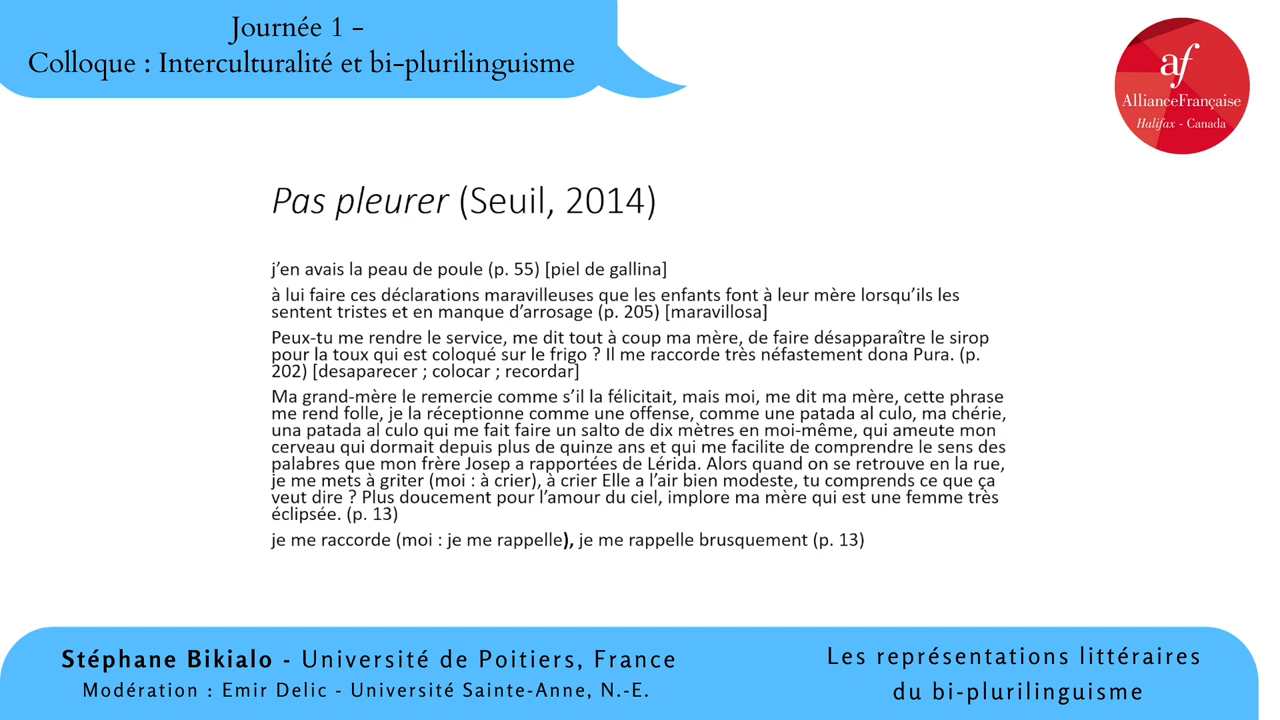 Journée 1 -
Colloque : Interculturalité et bi-plurilinguisme
af
AllianceFrançaise
Halifax - Canada
Pas pleurer (Seuil, 2014)
j'en avais la peau de poule (p. 55) [piel de gallina]
à lui faire ces déclarations maravilleuses que les enfants font à leur mère lorsqu'ils les
sentent tristes et en manque d'arrosage (p. 205) [maravillosa]
Peux-tu me rendre le service, me dit tout à coup ma mère, de faire désapparaître le sirop
pour la toux qui est coloqué sur le frigo ? Il me raccorde très néfastement dona Pura. (p.
202) [desaparecer ; colocar ; recordar]
Ma grand-mère le remercie comme s'il la félicitait, mais moi, me dit ma mère, cette phrase
me rend folle, je la réceptionne comme une offense, comme une patada al culo, ma chérie,
una patada al culo qui me fait faire un salto de dix mètres en moi-même, qui ameute mon
cerveau qui dormait depuis plus de quinze ans et qui me facilite de comprendre le sens des
palabres que mon frère Josep a rapportées de Lérida. Alors quand on se retrouve en la rue,
je me mets à griter (moi : à crier), à crier Elle a l'air bien modeste, tu comprends ce que ça
veut dire ? Plus doucement pour l'amour du ciel, implore ma mère qui est une femme très
éclipsée. (p. 13)
je me raccorde (moi : je me rappelle), je me rappelle brusquement (p. 13)
Stéphane Bikialo - Université de Poitiers, France
Modération : Emir Delic - Université Sainte-Anne, N.-E.
Les représentations littéraires
du bi-plurilinguisme